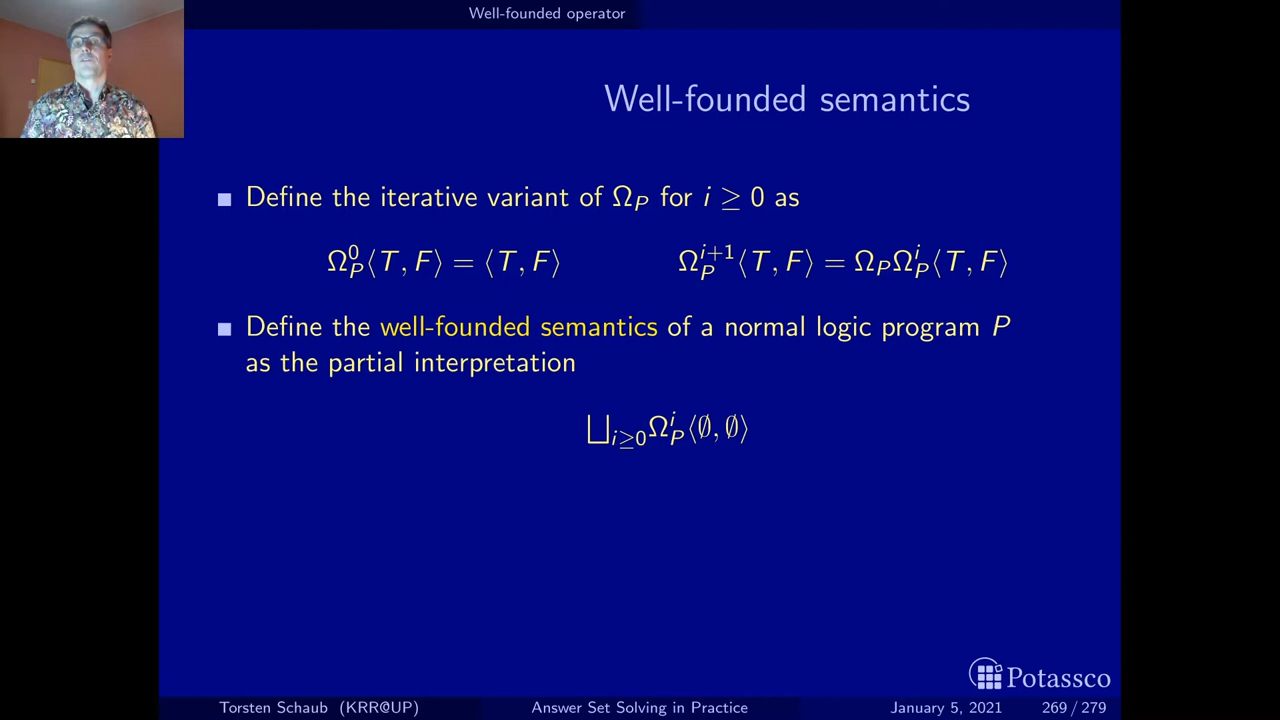 Well-founded operator
Well-founded semantics
Define the iterative variant of Ω_P for i ≥ 0 as
Ω_P^0⟨T, F⟩ = ⟨T, F⟩ Ω_P^{i+1}⟨T, F⟩ = Ω_PΩ_P^i⟨T, F⟩
Define the well-founded semantics of a normal logic program P
as the partial interpretation
⨆_{i≥0}Ω_P^i⟨∅, ∅⟩
Potassco
Torsten Schaub (KRR@UP) Answer Set Solving in Practice January 5, 2021 269 / 279